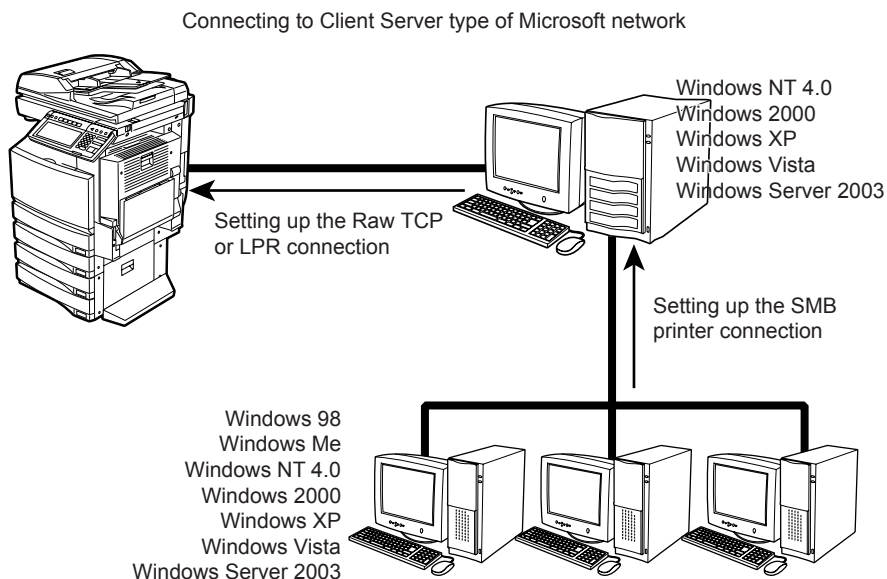 Connecting to Client Server type of Microsoft network
Windows NT 4.0
Windows 2000
Windows XP
Windows Vista
Windows Server 2003
Setting up the Raw TCP
or LPR connection
Setting up the SMB
printer connection
Windows 98
Windows Me
Windows NT 4.0
Windows 2000
Windows XP
Windows Vista
Windows Server 2003